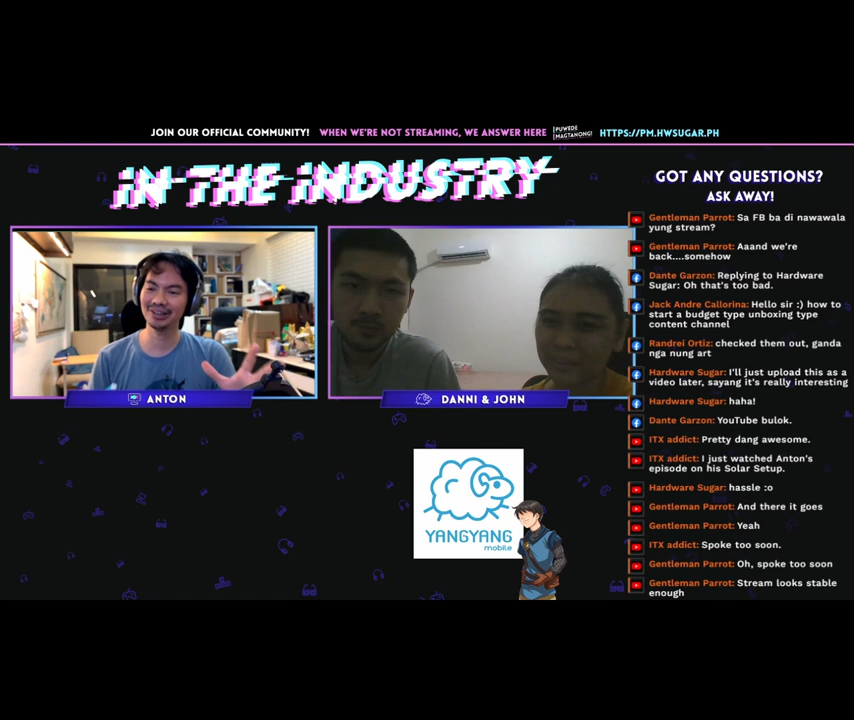 JOIN OUR OFFICIAL COMMUNITY! WHEN WE'RE NOT STREAMING, WE ANSWER HERE PUWEDE MAGTANONG! HTTPS://PM.HWSUGAR.PH
IN THE INDUSTRY
ANTON
DANNI & JOHN
YANGYANG
mobile
GOT ANY QUESTIONS?
ASK AWAY!
Gentleman Parrot: Sa FB ba di nawawala
yung stream?
Gentleman Parrot: Aaand we're
back....somehow
Dante Garzon: Replying to Hardware
Sugar: Oh that's too bad.
Jack Andre Callorina: Hello sir :) how to
start a budget type unboxing type
content channel
Randrei Ortiz: checked them out, ganda
nga nung art
Hardware Sugar: I'll just upload this as a
video later, sayang it's really interesting
Hardware Sugar: haha!
Dante Garzon: YouTube bulok.
ITX addict: Pretty dang awesome.
ITX addict: I just watched Anton's
episode on his Solar Setup.
Hardware Sugar: hassle :o
Gentleman Parrot: And there it goes
Gentleman Parrot: Yeah
ITX addict: Spoke too soon.
Gentleman Parrot: Oh, spoke too soon
Gentleman Parrot: Stream looks stable
enough